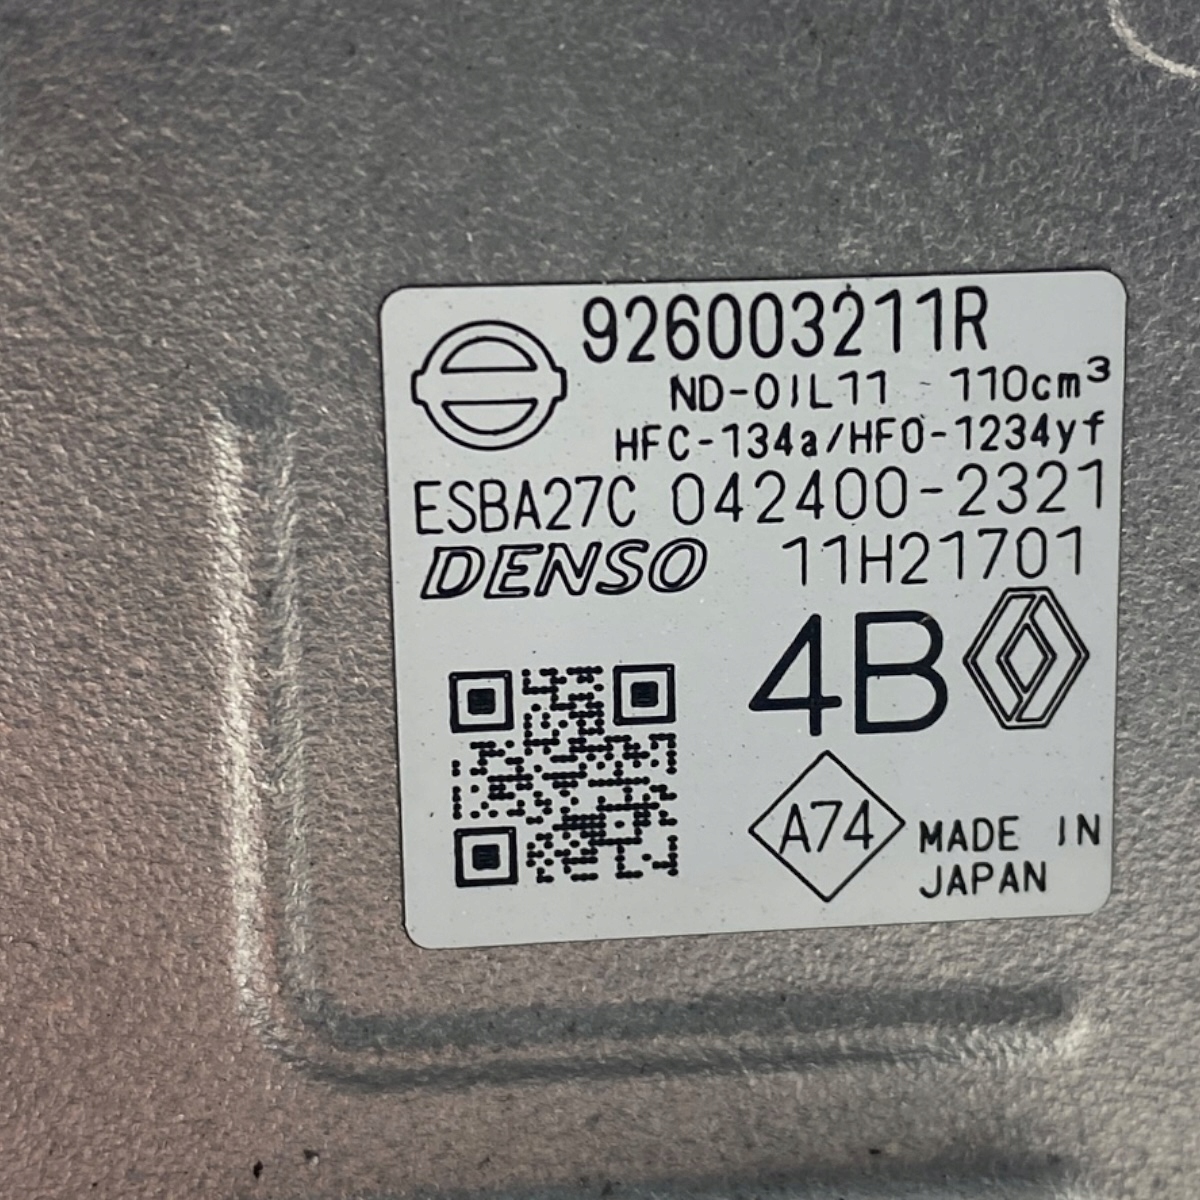 926003211R
ND-OIL11 110cm³
HFC-134a/HFO-1234yf
ESBA27C 042400-2321
DENSO 11H21701
4B
A74 MADE IN
JAPAN